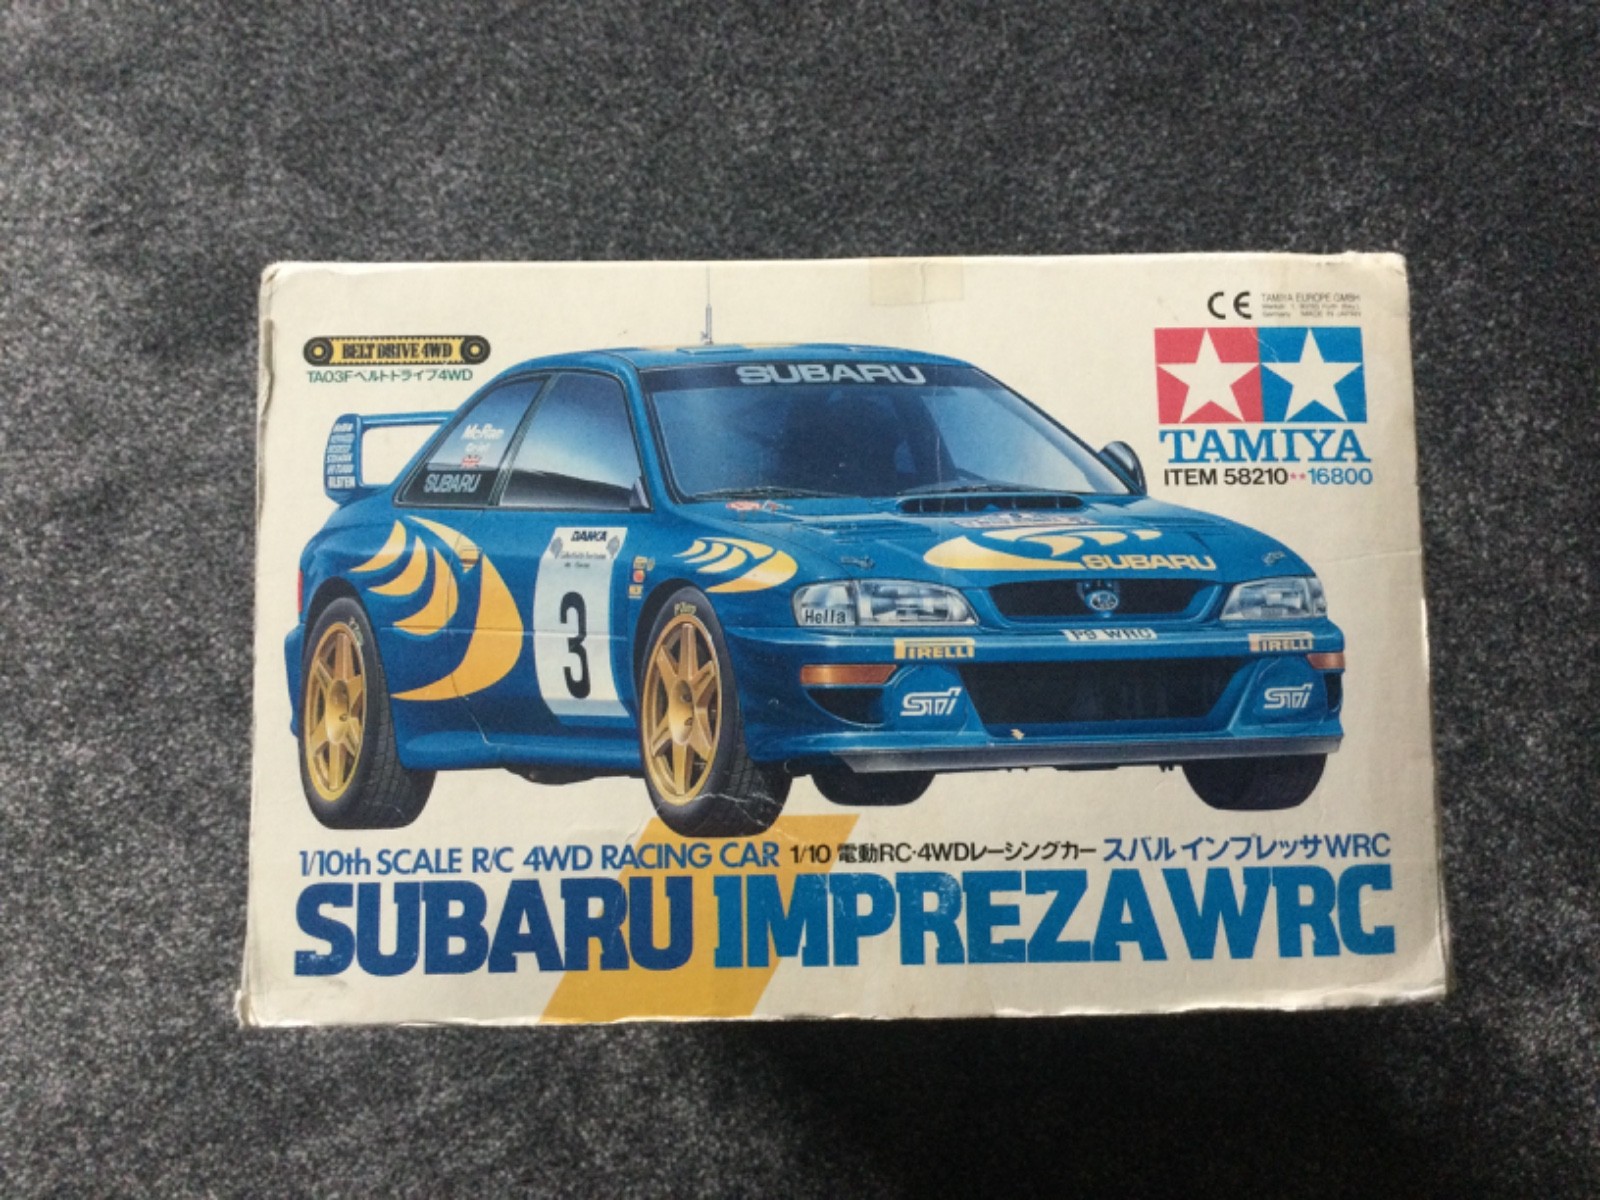 CE TAMIYA EUROPE GMBH
Germany MADE IN JAPAN
BELT DRIVE 4WD
TA03Fベルトドライブ4WD
TAMIYA
ITEM 58210**16800
SUBARU
McRae
SUBARU
DANKA
3
SUBARU
Hella
P9 WRC
PIRELLI
PIRELLI
STi
STi
1/10th SCALE R/C 4WD RACING CAR 1/10 電動RC・4WDレーシングカー スバル インプレッサWRC
SUBARU IMPREZA WRC